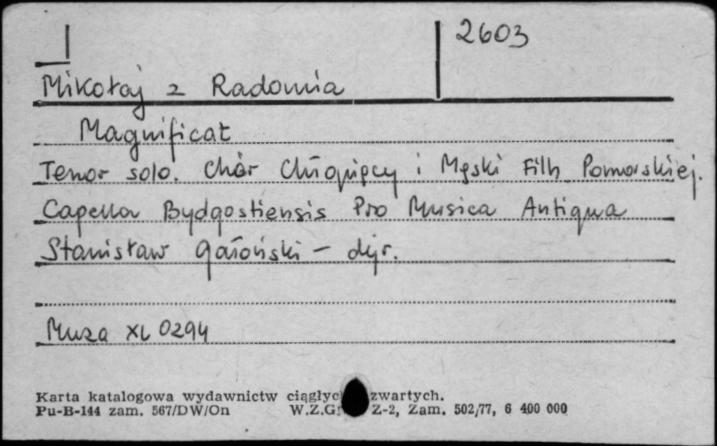 2603
Mikołaj z Radomia
Magnificat
Tenor solo. Chór Chłopięcy i Męski Filh Pomorskiej.
Capella Bydgostiensis Pro Musica Antiqua
Stanisław Gałoński – dyr.
Muza XL 0294
Karta katalogowa wydawnictw ciągłyc zwartych.
Pu-B-144 zam. 567/DW/On W.Z.G Z-2, Zam. 502/77, 6 400 000